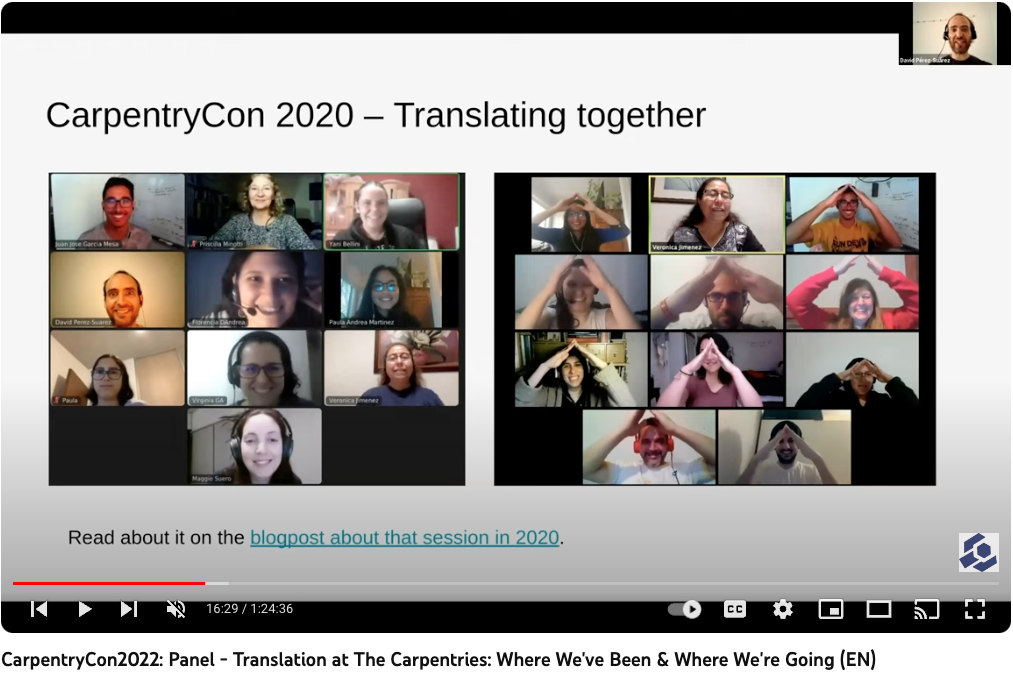 David Pérez-Suárez
CarpentryCon 2020 – Translating together
Juan Jose Garcia Mesa
Priscilla Minotti
Yani Bellini
David Perez-Suarez
Florencia D'Andrea
Paula Andrea Martinez
Paula
Virginia GA
Veronica Jimenez
Maggie Suero
Veronica Jimenez
Read about it on the blogpost about that session in 2020.
16:29 / 1:24:36
CC
CarpentryCon2022: Panel - Translation at The Carpentries: Where We've Been & Where We're Going (EN)